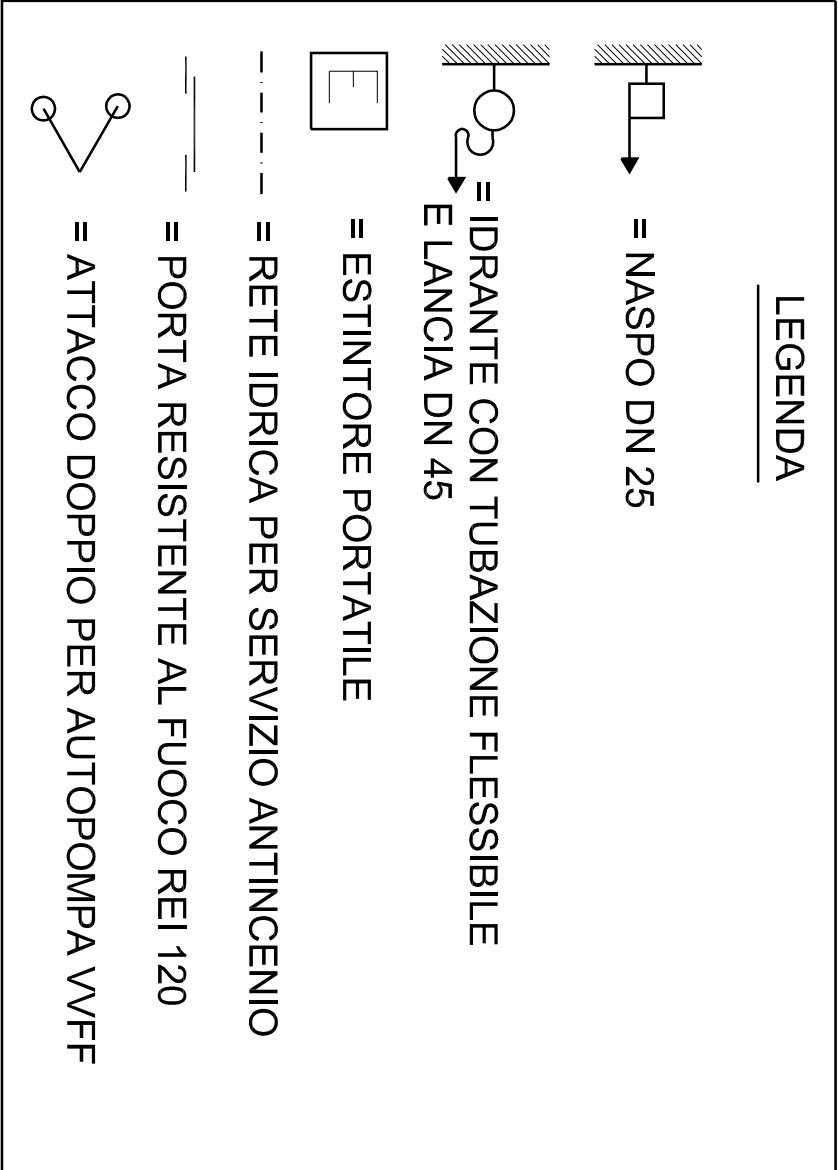 LEGENDA
= NASPO DN 25
= IDRANTE CON TUBAZIONE FLESSIBILE
E LANCIA DN 45
E = ESTINTORE PORTATILE
= RETE IDRICA PER SERVIZIO ANTINCENIO
= PORTA RESISTENTE AL FUOCO REI 120
= ATTACCO DOPPIO PER AUTOPOMPA VVFF